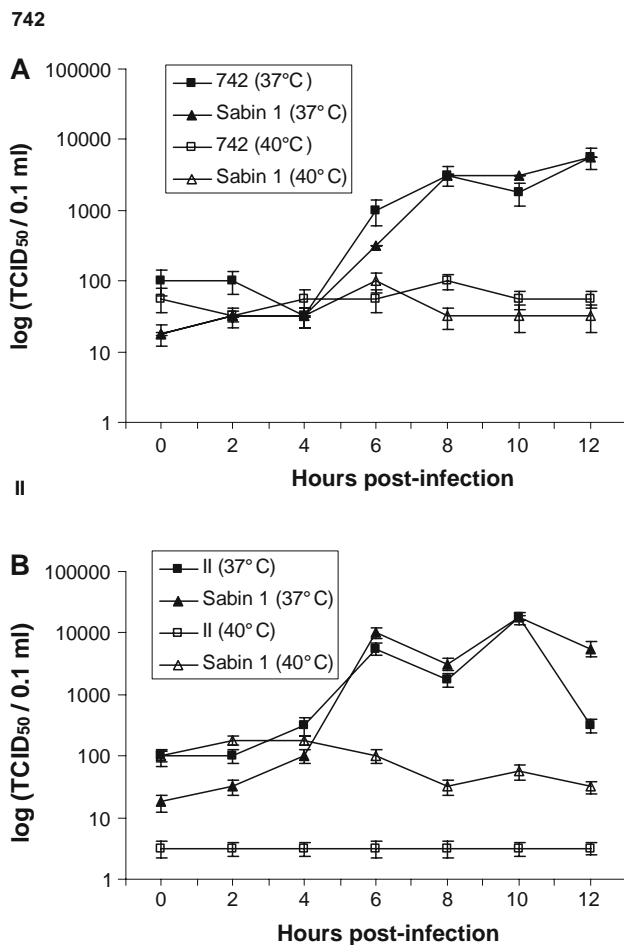 742
A
100000
10000
1000
100
10
1
log (TCID50 / 0.1 ml)
742 (37°C)
Sabin 1 (37°C)
742 (40°C)
Sabin 1 (40°C)
0 2 4 6 8 10 12
Hours post-infection
II
B
100000
10000
1000
100
10
1
log (TCID50 / 0.1 ml)
II (37°C)
Sabin 1 (37°C)
II (40°C)
Sabin 1 (40°C)
0 2 4 6 8 10 12
Hours post-infection